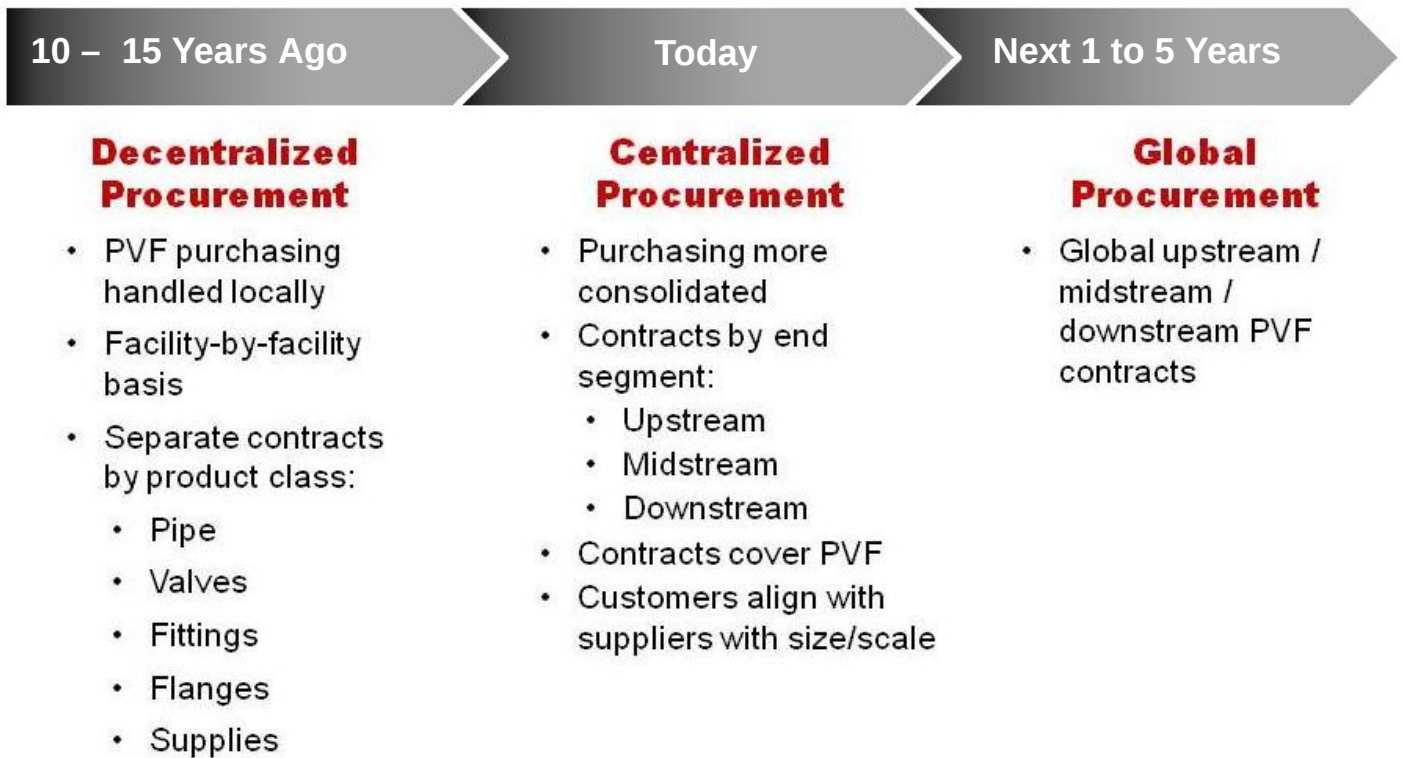 10 – 15 Years Ago
Today
Next 1 to 5 Years
Decentralized
Procurement
• PVF purchasing
handled locally
• Facility-by-facility
basis
• Separate contracts
by product class:
• Pipe
• Valves
• Fittings
• Flanges
• Supplies
Centralized
Procurement
• Purchasing more
consolidated
• Contracts by end
segment:
• Upstream
• Midstream
• Downstream
• Contracts cover PVF
• Customers align with
suppliers with size/scale
Global
Procurement
• Global upstream /
midstream /
downstream PVF
contracts